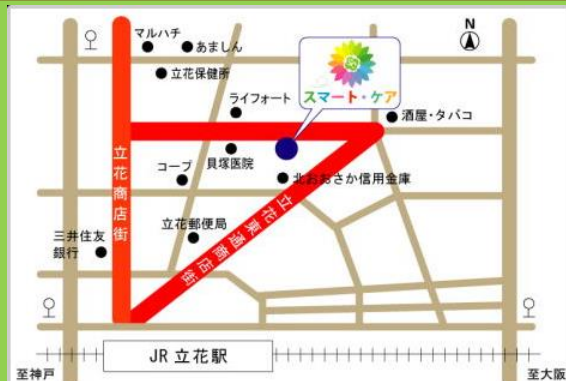 N
マルハチ
あましん
立花保健所
スマート・ケア
ライフォート
酒屋・タバコ
立花商店街
貝塚医院
コープ
北おおさか信用金庫
立花郵便局
立花東通商店街
三井住友
銀行
JR 立花駅
至神戸
至大阪